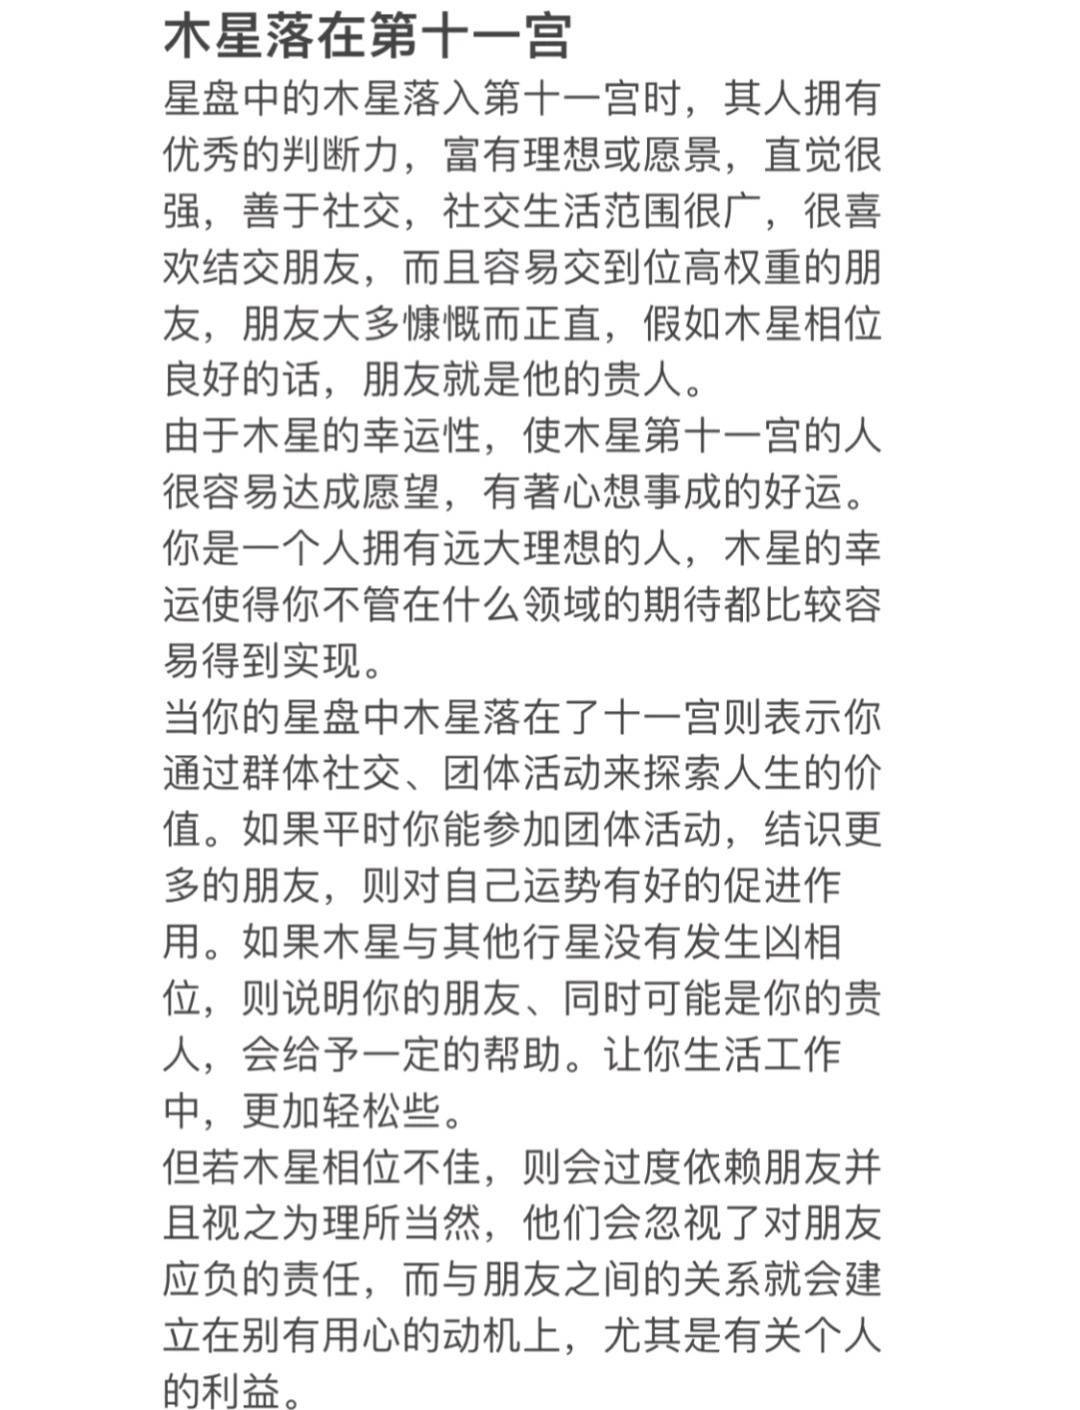 木星落在第十一宫
星盘中的木星落入第十一宫时，其人拥有
优秀的判断力，富有理想或愿景，直觉很
强，善于社交，社交生活范围很广，很喜
欢结交朋友，而且容易交到位高权重的朋
友，朋友大多慷慨而正直，假如木星相位
良好的话，朋友就是他的贵人。
由于木星的幸运性，使木星第十一宫的人
很容易达成愿望，有著心想事成的好运。
你是一个人拥有远大理想的人，木星的幸
运使得你不管在什么领域的期待都比较容
易得到实现。
当你的星盘中木星落在了十一宫则表示你
通过群体社交、团体活动来探索人生的价
值。如果平时你能参加团体活动，结识更
多的朋友，则对自己运势有好的促进作
用。如果木星与其他行星没有发生凶相
位，则说明你的朋友、同时可能是你的贵
人，会给予一定的帮助。让你生活工作
中，更加轻松些。
但若木星相位不佳，则会过度依赖朋友并
且视之为理所当然，他们会忽视了对朋友
应负的责任，而与朋友之间的关系就会建
立在别有用心的动机上，尤其是有关个人
的利益。